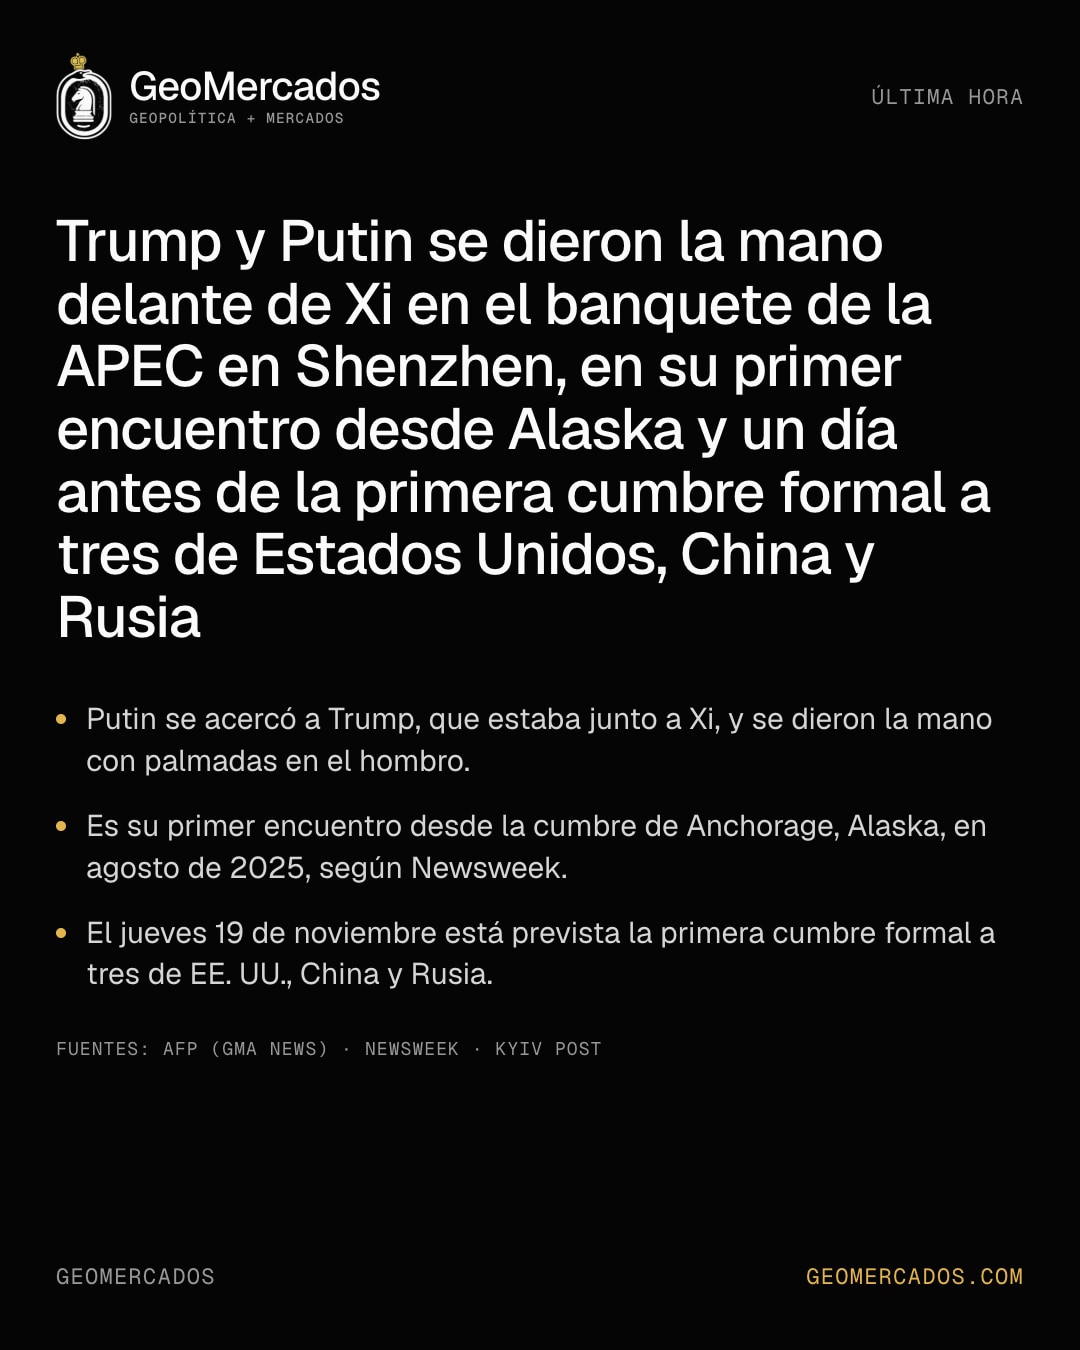 GeoMercados
GEOPOLÍTICA + MERCADOS
ÚLTIMA HORA
Trump y Putin se dieron la mano
delante de Xi en el banquete de la
APEC en Shenzhen, en su primer
encuentro desde Alaska y un día
antes de la primera cumbre formal a
tres de Estados Unidos, China y
Rusia
• Putin se acercó a Trump, que estaba junto a Xi, y se dieron la mano
con palmadas en el hombro.
• Es su primer encuentro desde la cumbre de Anchorage, Alaska, en
agosto de 2025, según Newsweek.
• El jueves 19 de noviembre está prevista la primera cumbre formal a
tres de EE. UU., China y Rusia.
FUENTES: AFP (GMA NEWS) · NEWSWEEK · KYIV POST
GEOMERCADOS
GEOMERCADOS.COM